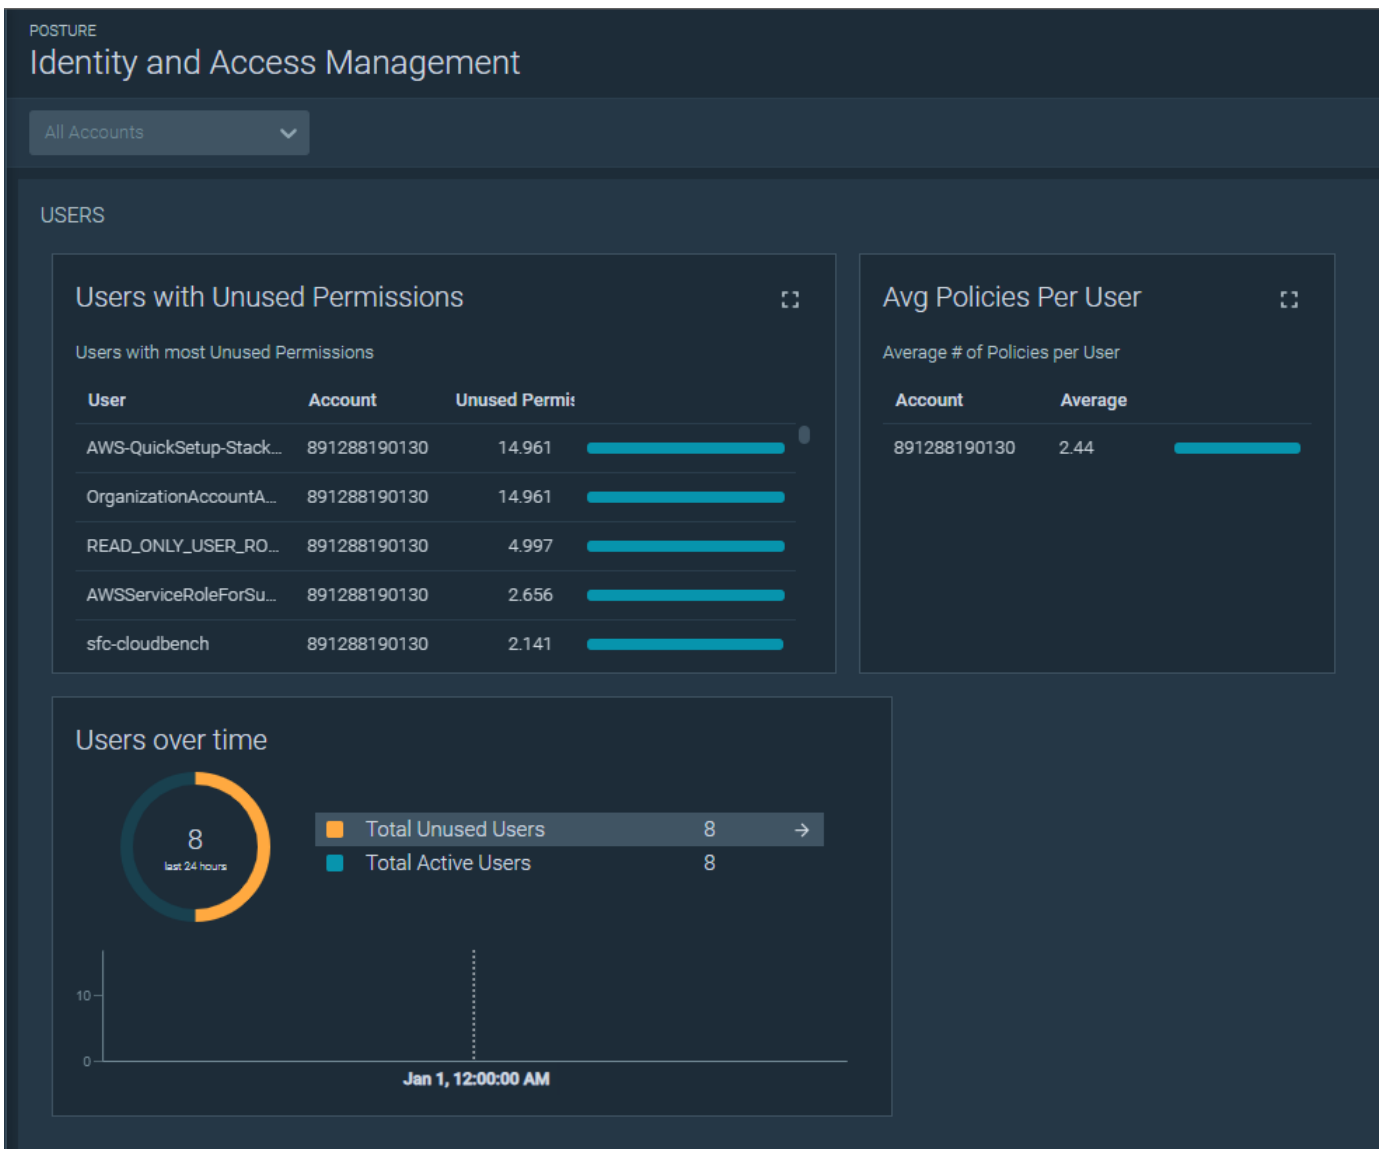 POSTURE
Identity and Access Management
All Accounts
USERS
Users with Unused Permissions
Users with most Unused Permissions
User Account Unused Permis
AWS-QuickSetup-Stack... 891288190130 14.961
OrganizationAccountA... 891288190130 14.961
READ_ONLY_USER_RO... 891288190130 4.997
AWSServiceRoleForSu... 891288190130 2.656
sfc-cloudbench 891288190130 2.141
Avg Policies Per User
Average # of Policies per User
Account Average
891288190130 2.44
Users over time
8
last 24 hours
Total Unused Users 8
Total Active Users 8
10
0
Jan 1, 12:00:00 AM